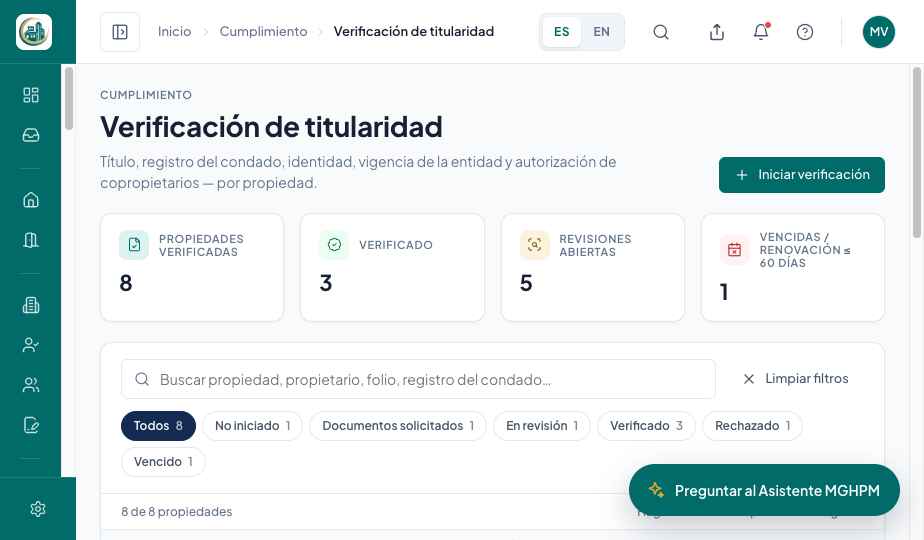 Inicio
Cumplimiento
Verificación de titularidad
ES
EN
MV
CUMPLIMIENTO
Verificación de titularidad
Título, registro del condado, identidad, vigencia de la entidad y autorización de
copropietarios — por propiedad.
Iniciar verificación
PROPIEDADES
VERIFICADAS
8
VERIFICADO
3
REVISIONES
ABIERTAS
5
VENCIDAS /
RENOVACIÓN ≤
60 DÍAS
1
Buscar propiedad, propietario, folio, registro del condado…
Limpiar filtros
Todos 8
No iniciado 1
Documentos solicitados 1
En revisión 1
Verificado 3
Rechazado 1
Vencido 1
Preguntar al Asistente MGHPM
8 de 8 propiedades